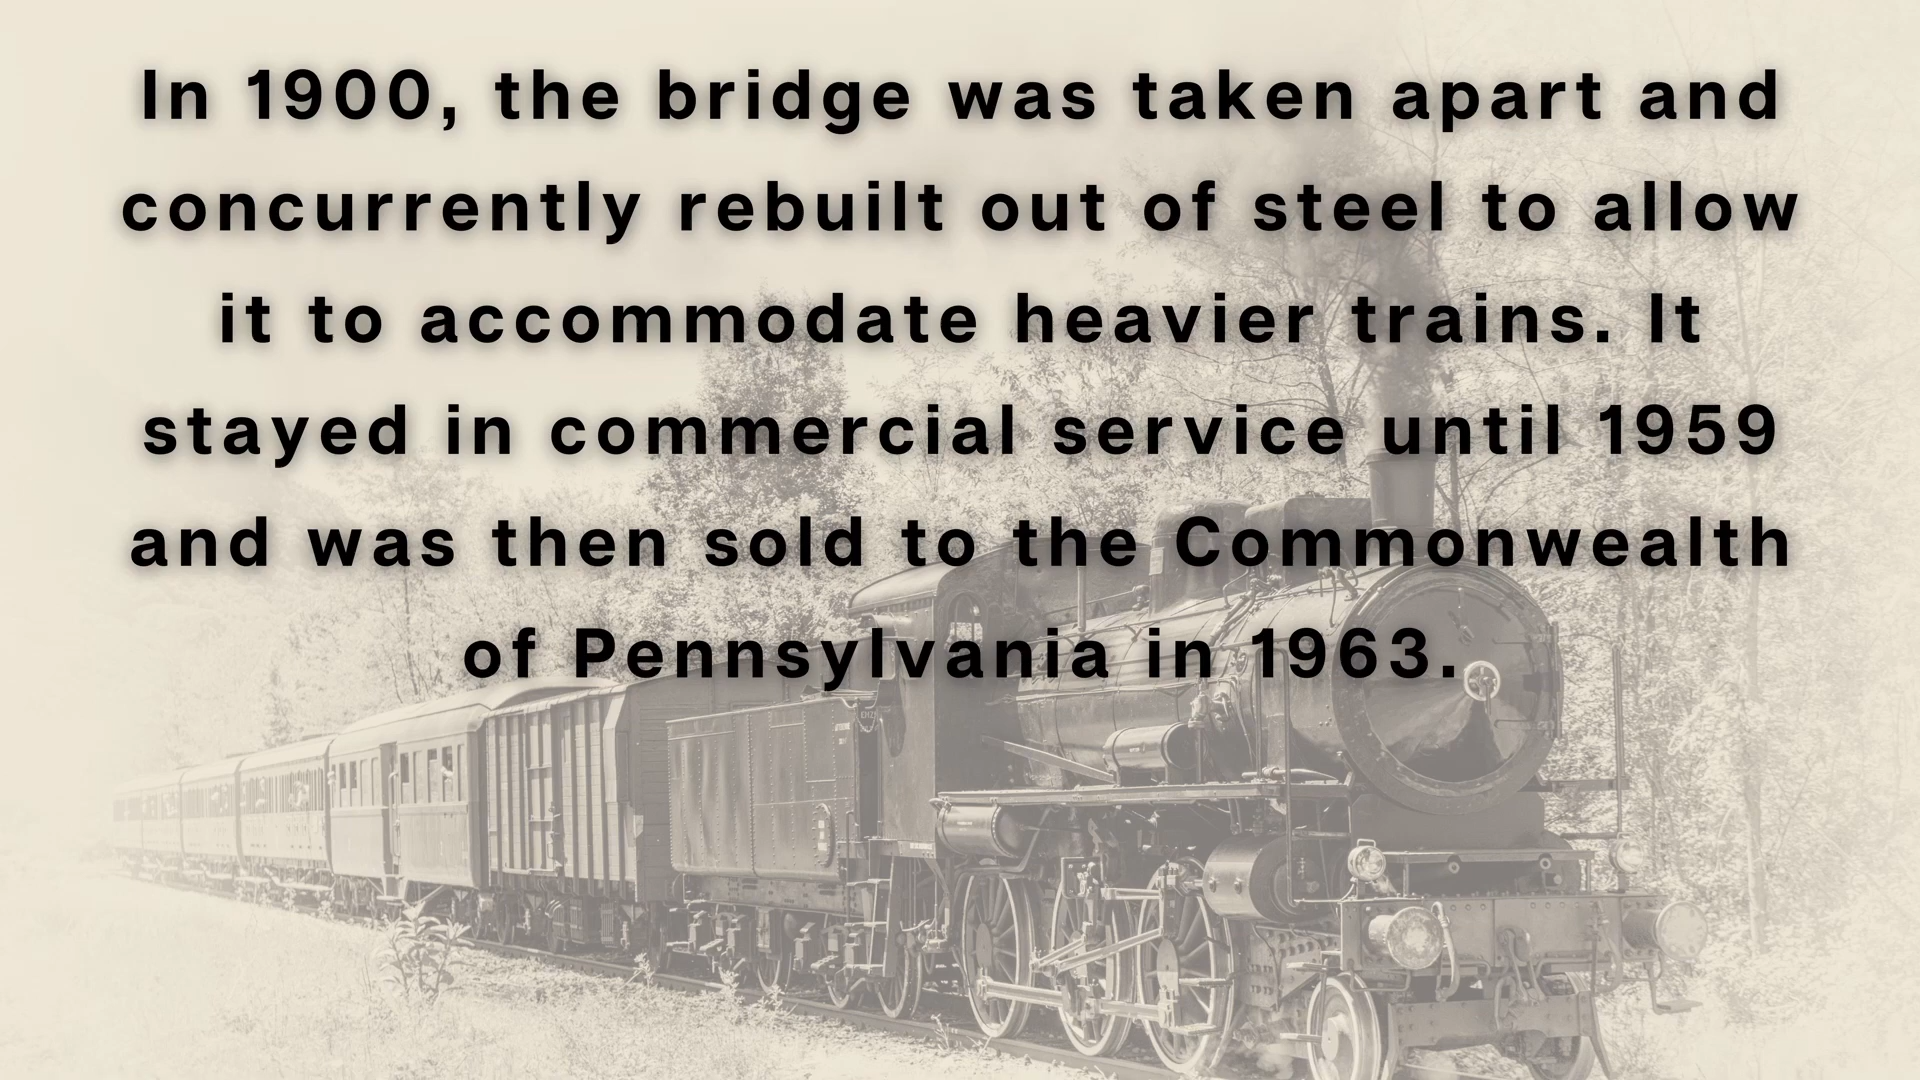 In 1900, the bridge was taken apart and
concurrently rebuilt out of steel to allow
it to accommodate heavier trains. It
stayed in commercial service until 1959
and was then sold to the Commonwealth
of Pennsylvania in 1963.